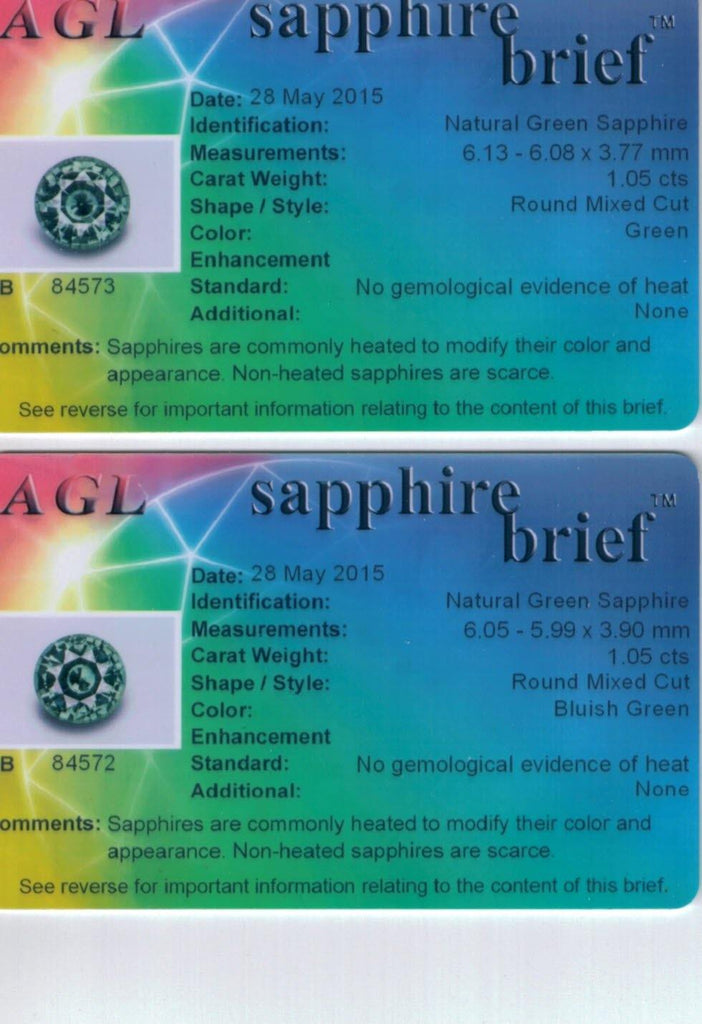 AGL sapphire ™
brief
Date: 28 May 2015
Identification: Natural Green Sapphire
Measurements: 6.13 - 6.08 x 3.77 mm
Carat Weight: 1.05 cts
Shape / Style: Round Mixed Cut
Color: Green
Enhancement
B 84573 Standard: No gemological evidence of heat
Additional: None
omments: Sapphires are commonly heated to modify their color and
appearance. Non-heated sapphires are scarce.
See reverse for important information relating to the content of this brief.
AGL sapphire ™
brief
Date: 28 May 2015
Identification: Natural Green Sapphire
Measurements: 6.05 - 5.99 x 3.90 mm
Carat Weight: 1.05 cts
Shape / Style: Round Mixed Cut
Color: Bluish Green
Enhancement
B 84572 Standard: No gemological evidence of heat
Additional: None
omments: Sapphires are commonly heated to modify their color and
appearance. Non-heated sapphires are scarce.
See reverse for important information relating to the content of this brief.